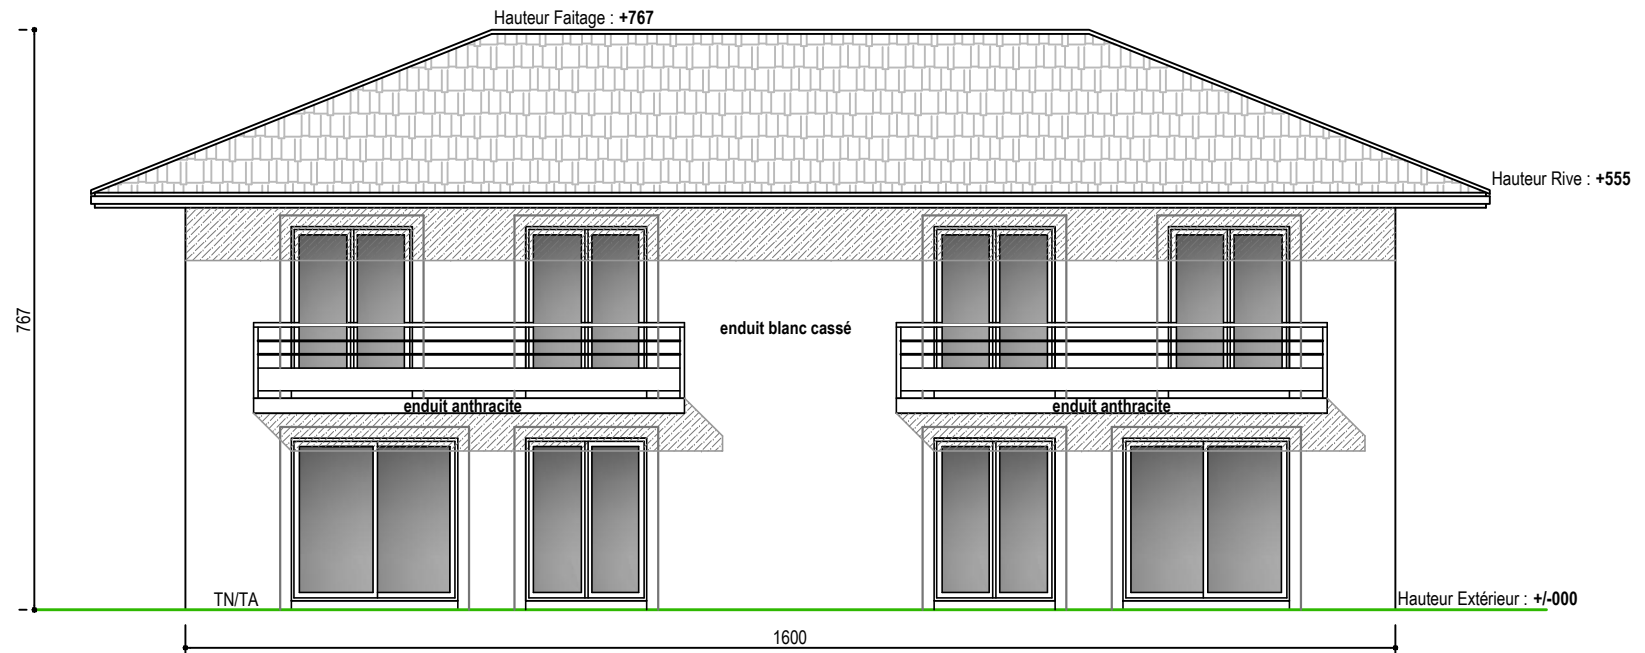 Hauteur Faitage : +767
Hauteur Rive : +555
767
enduit blanc cassé
enduit anthracite
enduit anthracite
TN/TA
Hauteur Extérieur : +/-000
1600